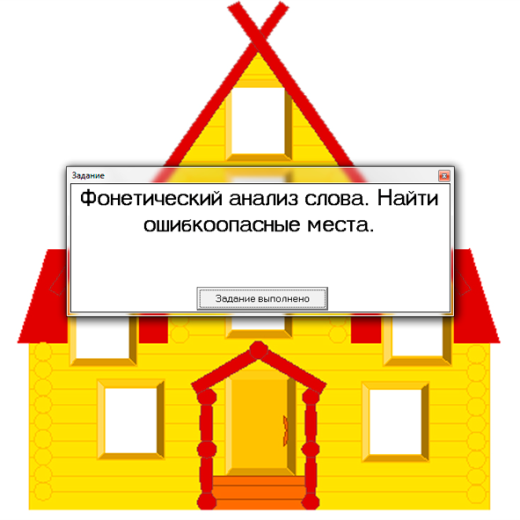 Задание
Фонетический анализ слова. Найти
ошибкоопасные места.
Задание выполнено